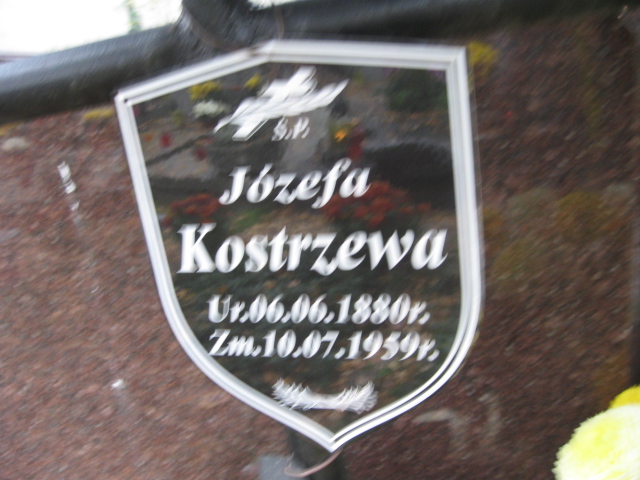 Ś.P.
Józefa
Kostrzewa
Ur.06.06.1880r.
Zm.10.07.1959r.